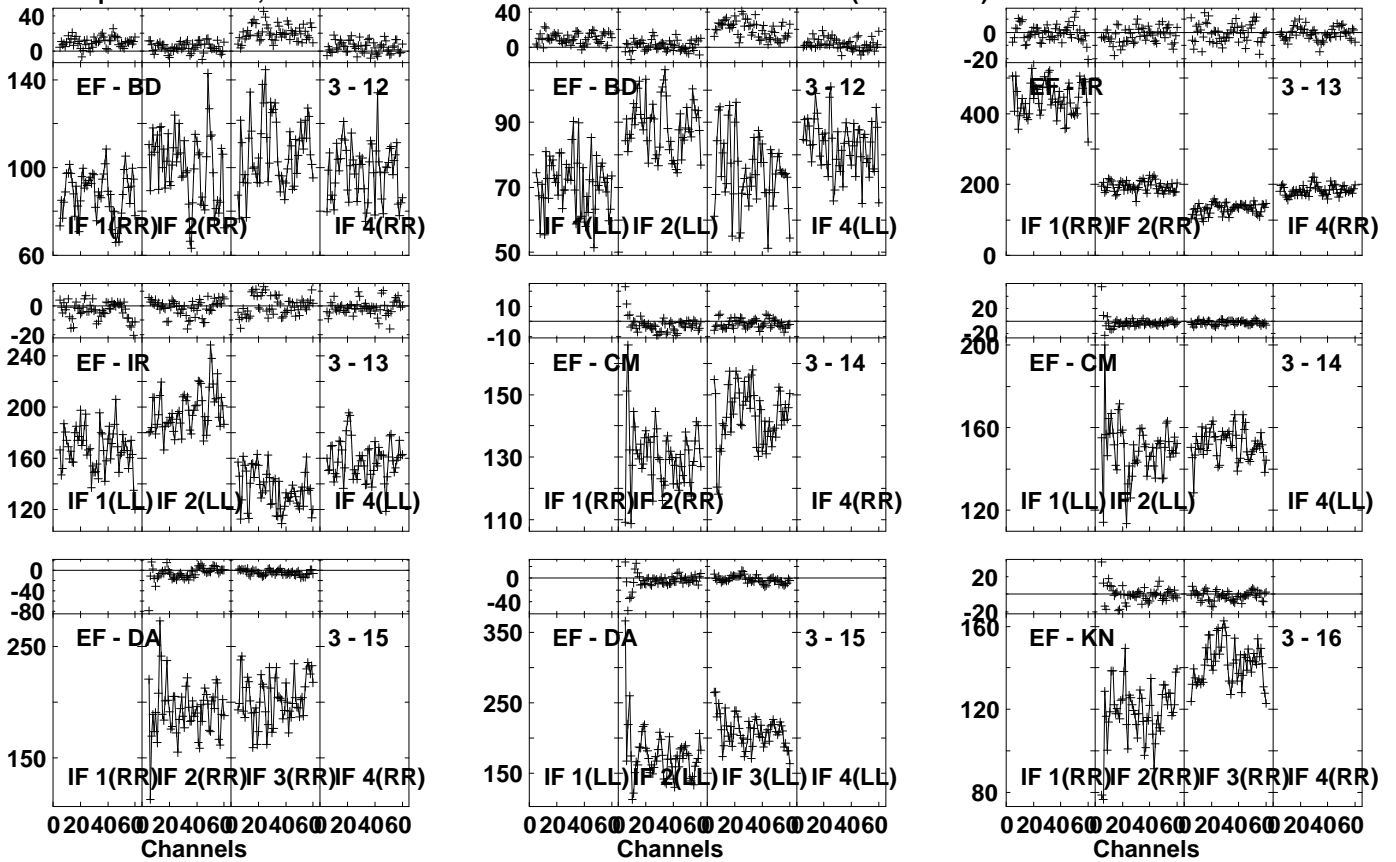 40
0
140
100
60
EF - BD
3 - 12
IF 1(RR)
IF 2(RR)
IF 4(RR)
40
0
90
70
50
EF - BD
3 - 12
IF 1(LL)
IF 2(LL)
IF 4(LL)
0
-20
400
200
0
EF - IR
3 - 13
IF 1(RR)
IF 2(RR)
IF 4(RR)
0
-20
240
200
160
120
EF - IR
3 - 13
IF 1(LL)
IF 2(LL)
IF 4(LL)
10
-10
150
130
110
EF - CM
3 - 14
IF 1(RR)
IF 2(RR)
IF 4(RR)
20
-20
200
160
120
EF - CM
3 - 14
IF 1(LL)
IF 2(LL)
IF 4(LL)
0
-40
-80
250
150
EF - DA
3 - 15
IF 1(RR)
IF 2(RR)
IF 3(RR)
IF 4(RR)
0
-40
350
250
150
EF - DA
3 - 15
IF 1(LL)
IF 2(LL)
IF 3(LL)
IF 4(LL)
20
-20
160
120
80
EF - KN
3 - 16
IF 1(RR)
IF 2(RR)
IF 3(RR)
IF 4(RR)
0 20 40 60 0 20 40 60 0 20 40 60 0 20 40 60
0 20 40 60 0 20 40 60 0 20 40 60 0 20 40 60
0 20 40 60 0 20 40 60 0 20 40 60 0 20 40 60
Channels
Channels
Channels